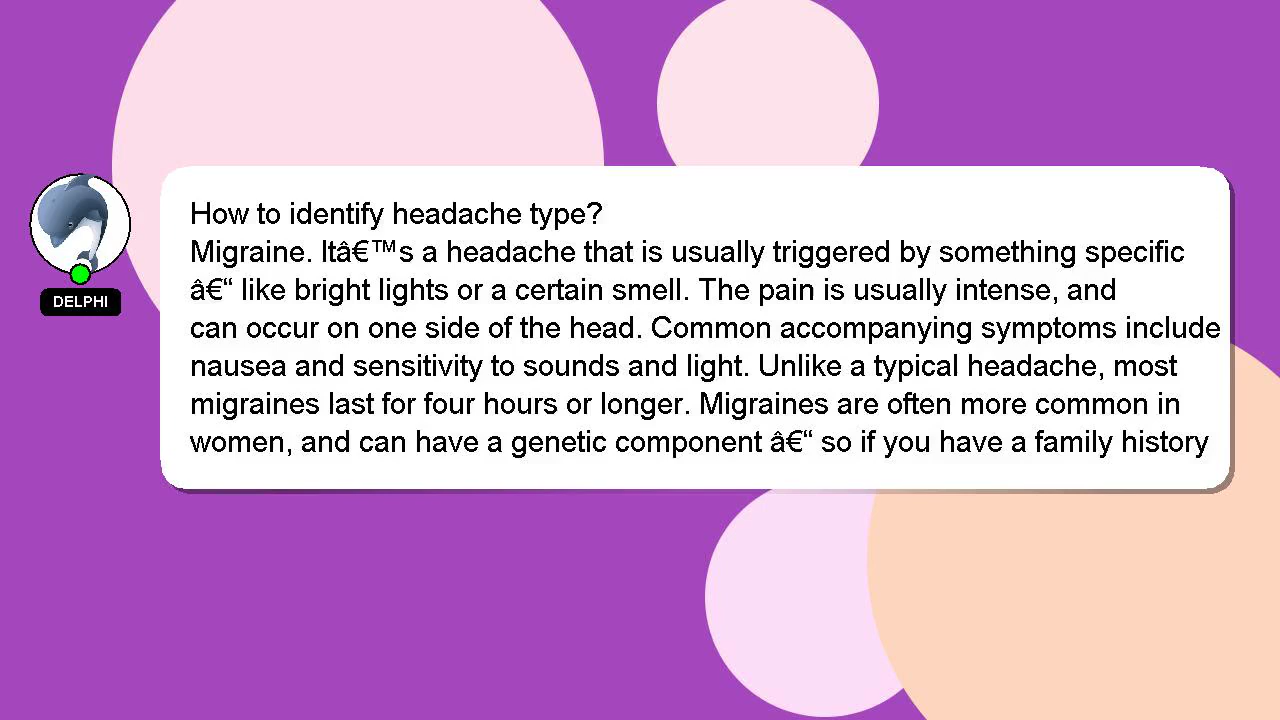 How to identify headache type?
Migraine. Itâ€™s a headache that is usually triggered by something specific
â€“ like bright lights or a certain smell. The pain is usually intense, and
can occur on one side of the head. Common accompanying symptoms include
nausea and sensitivity to sounds and light. Unlike a typical headache, most
migraines last for four hours or longer. Migraines are often more common in
women, and can have a genetic component â€“ so if you have a family history
DELPHI